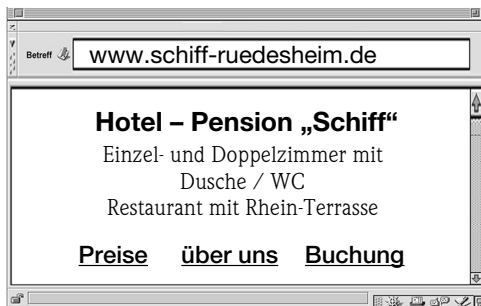 Betreff www.schiff-ruedesheim.de
Hotel – Pension „Schiff“
Einzel- und Doppelzimmer mit
Dusche / WC
Restaurant mit Rhein-Terrasse
Preise über uns Buchung